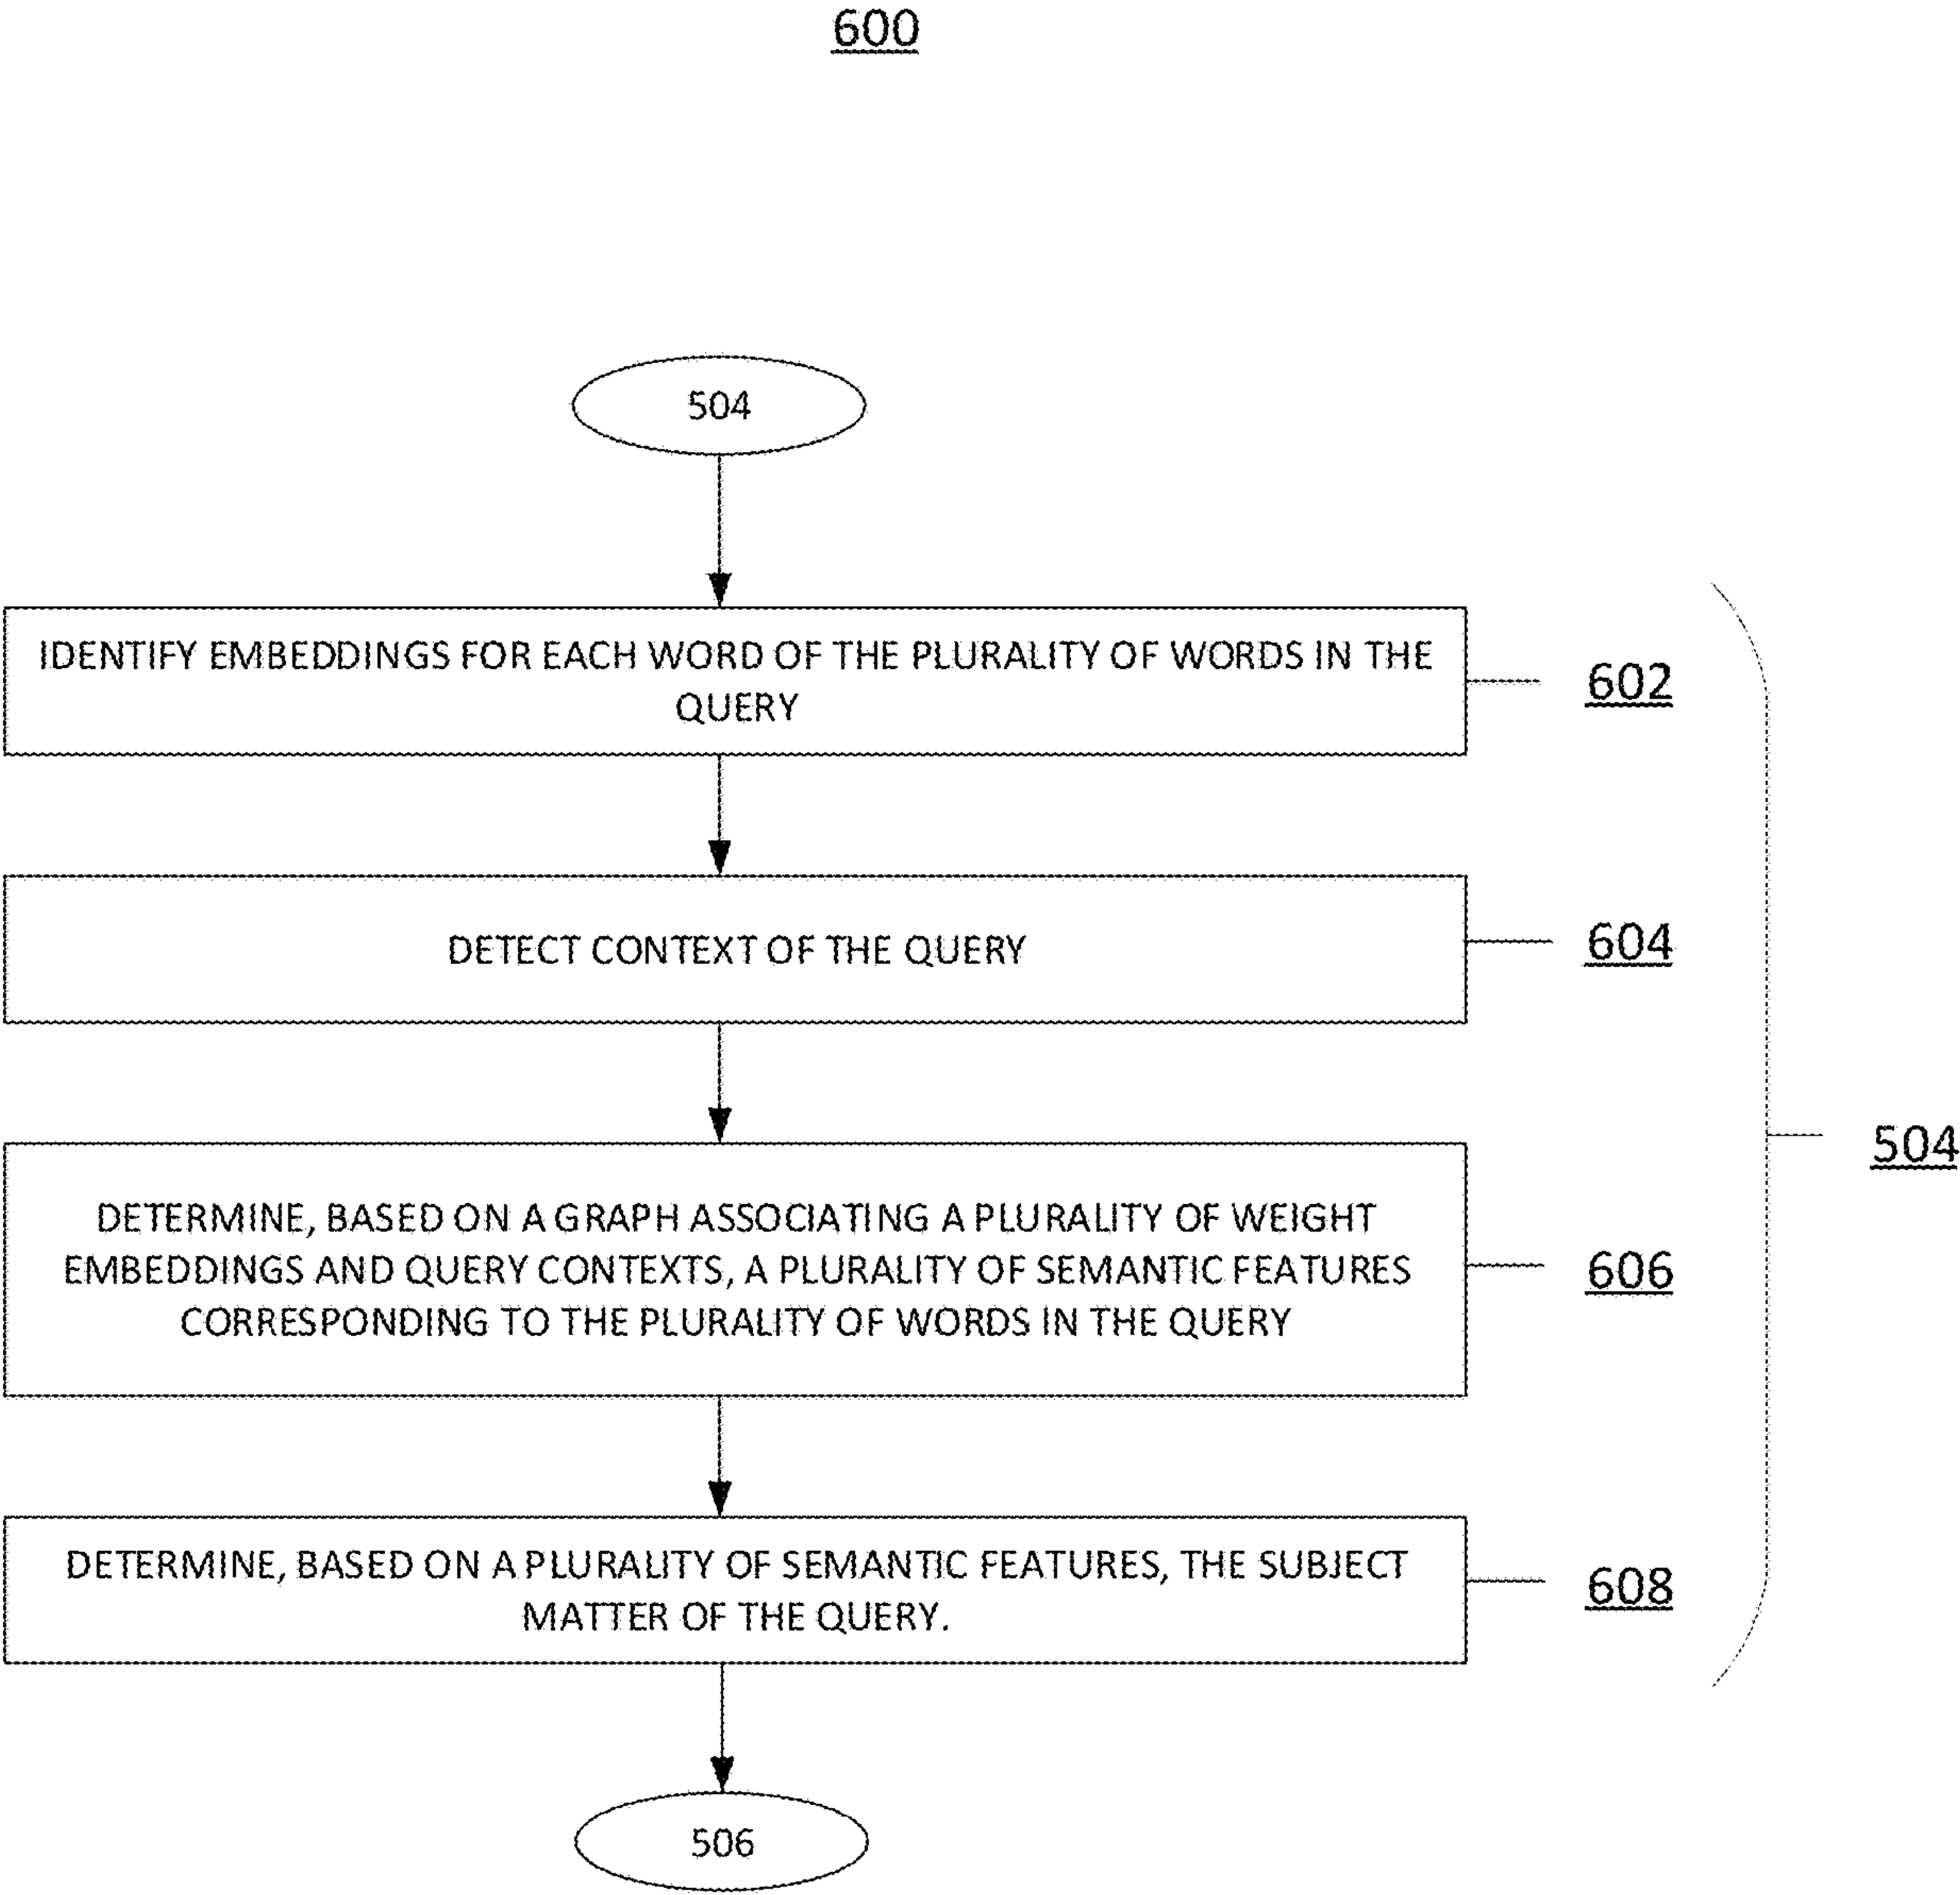 600
504
IDENTIFY EMBEDDINGS FOR EACH WORD OF THE PLURALITY OF WORDS IN THE
QUERY
602
DETECT CONTEXT OF THE QUERY
604
DETERMINE, BASED ON A GRAPH ASSOCIATING A PLURALITY OF WEIGHT
EMBEDDINGS AND QUERY CONTEXTS, A PLURALITY OF SEMANTIC FEATURES
CORRESPONDING TO THE PLURALITY OF WORDS IN THE QUERY
606
504
DETERMINE, BASED ON A PLURALITY OF SEMANTIC FEATURES, THE SUBJECT
MATTER OF THE QUERY.
608
506